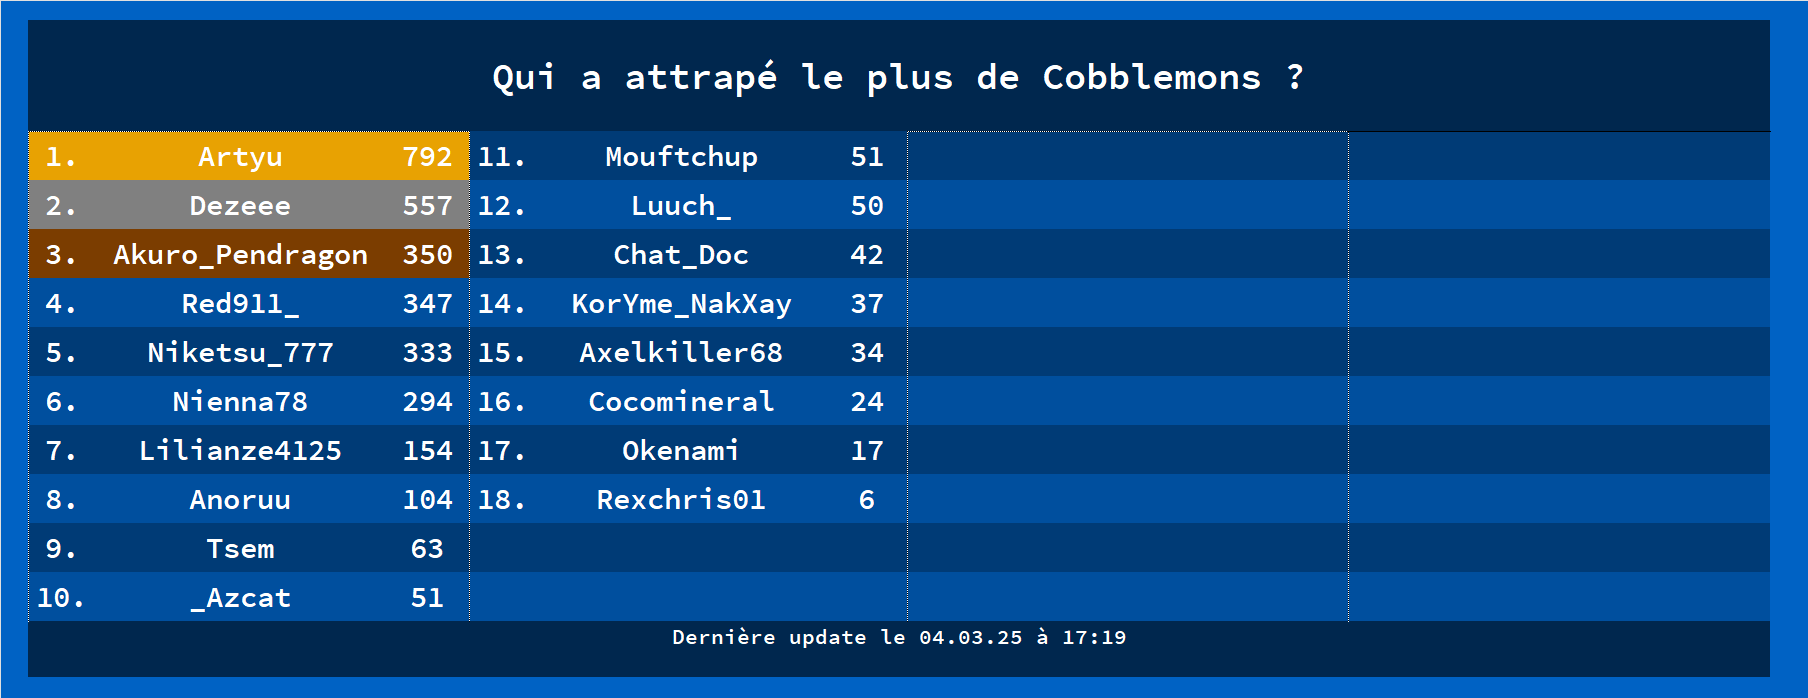 Qui a attrapé le plus de Cobblemons ?
1. Artyu 792
2. Dezeee 557
3. Akuro_Pendragon 350
4. Red911_ 347
5. Niketsu_777 333
6. Nienna78 294
7. Lilianze4125 154
8. Anoruu 104
9. Tsem 63
10. _Azcat 51
11. Mouftchup 51
12. Luuch_ 50
13. Chat_Doc 42
14. KorYme_NakXay 37
15. Axelkiller68 34
16. Cocomineral 24
17. Okenami 17
18. Rexchris01 6
Dernière update le 04.03.25 à 17:19